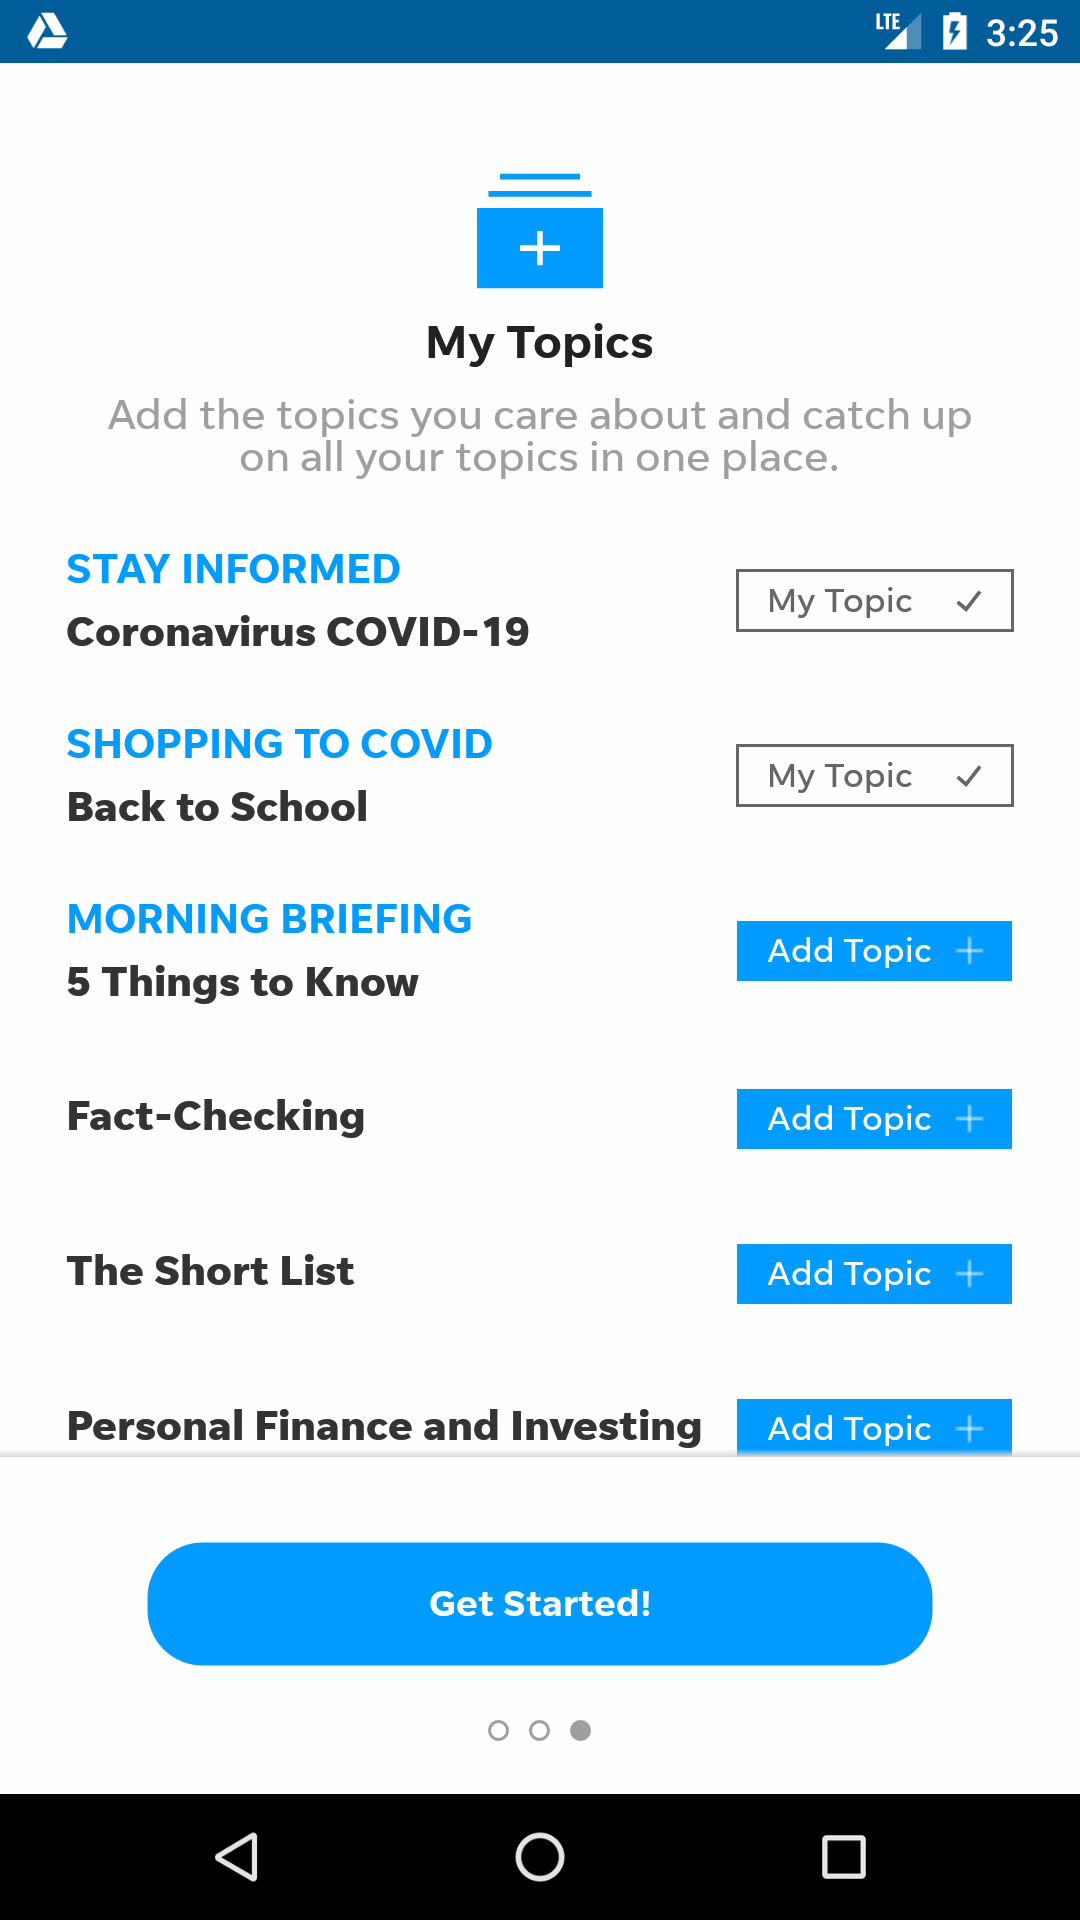 LTE 3:25
My Topics
Add the topics you care about and catch up
on all your topics in one place.
STAY INFORMED
Coronavirus COVID-19
My Topic
SHOPPING TO COVID
Back to School
My Topic
MORNING BRIEFING
5 Things to Know
Add Topic
Fact-Checking
Add Topic
The Short List
Add Topic
Personal Finance and Investing
Add Topic
Get Started!